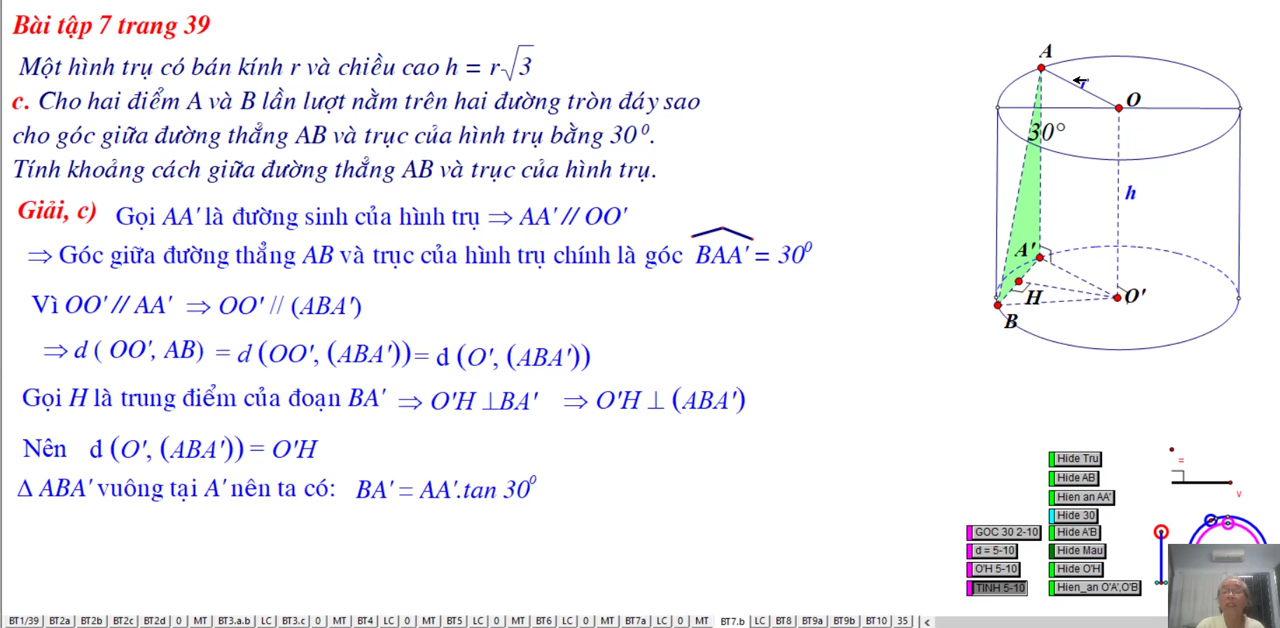 Bài tập 7 trang 39
Một hình trụ có bán kính r và chiều cao h = r√3
c. Cho hai điểm A và B lần lượt nằm trên hai đường tròn đáy sao
cho góc giữa đường thẳng AB và trục của hình trụ bằng 30⁰.
Tính khoảng cách giữa đường thẳng AB và trục của hình trụ.
Giải, c) Gọi AA' là đường sinh của hình trụ ⇒ AA' // OO'
⇒ Góc giữa đường thẳng AB và trục của hình trụ chính là góc BAA' = 30⁰
Vì OO' // AA' ⇒ OO' // (ABA')
⇒ d ( OO', AB) = d (OO', (ABA')) = d (O', (ABA'))
Gọi H là trung điểm của đoạn BA' ⇒ O'H ⊥ BA' ⇒ O'H ⊥ (ABA')
Nên d (O', (ABA')) = O'H
Δ ABA' vuông tại A' nên ta có: BA' = AA'.tan 30⁰
A
O
30°
h
A'
H
O'
B
Hide Tru
Hide AB
Hien an AA'
Hide 30
GOC 30 2-10 Hide A'B
d = 5-10 Hide Mau
O'H 5-10 Hide O'H
TINH 5-10 Hien_an O'A',O'B
=
v
BT1/39 BT2a BT2b BT2c BT2d 0 MT BT3.a.b LC BT3.c 0 MT BT4 LC 0 MT BT5 LC 0 MT BT6 LC 0 MT BT7a LC 0 MT BT7.b LC BT8 BT9a BT9b BT10 35 <